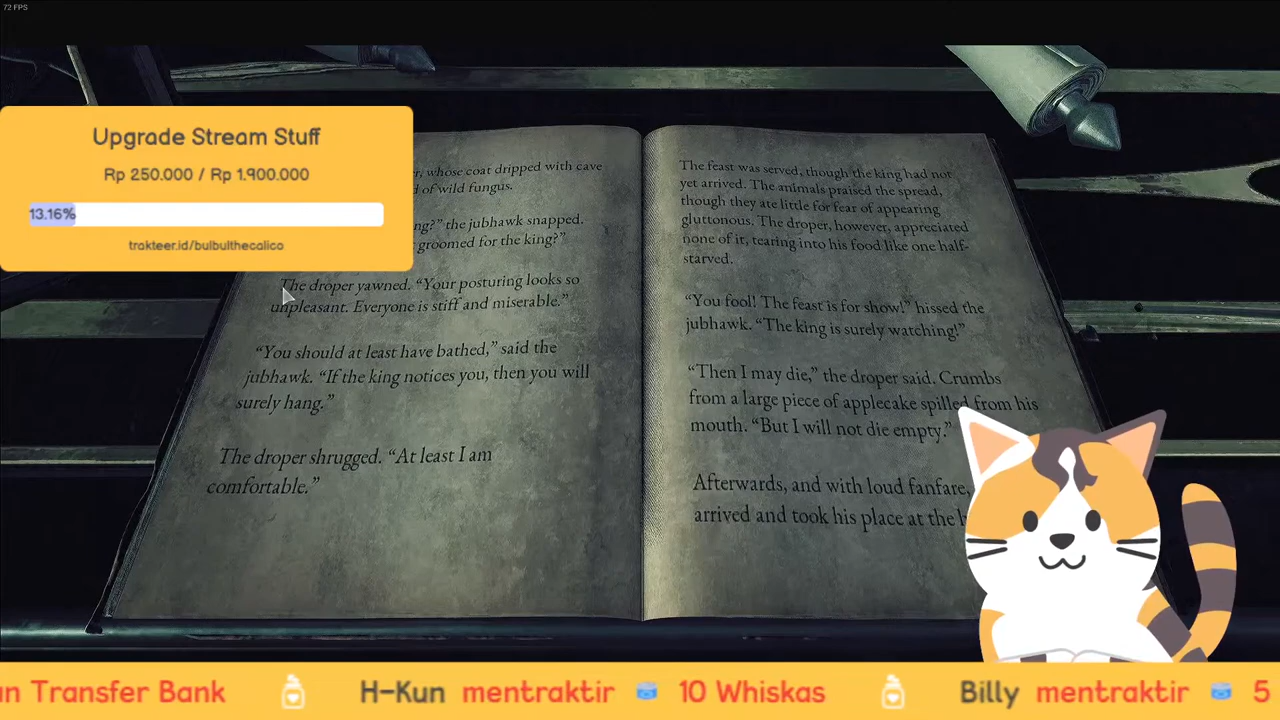 72 FPS
Upgrade Stream Stuff
Rp 250.000 / Rp 1.900.000
13.16%
trakteer.id/bulbulthecalico
whose coat dripped with cave
of wild fungus.
the jubhawk snapped.
groomed for the king?”
The droper yawned. “Your posturing looks so
unpleasant. Everyone is stiff and miserable.”
“You should at least have bathed,” said the
jubhawk. “If the king notices you, then you will
surely hang.”
The droper shrugged. “At least I am
comfortable.”
The feast was served, though the king had not
yet arrived. The animals praised the spread,
though they ate little for fear of appearing
gluttonous. The droper, however, appreciated
none of it, tearing into his food like one half-
starved.
“You fool! The feast is for show!” hissed the
jubhawk. “The king is surely watching!”
“Then I may die,” the droper said. Crumbs
from a large piece of applecake spilled from his
mouth. “But I will not die empty.”
Afterwards, and with loud fanfare,
arrived and took his place at the
Transfer Bank H-Kun mentraktir 10 Whiskas Billy mentraktir 5